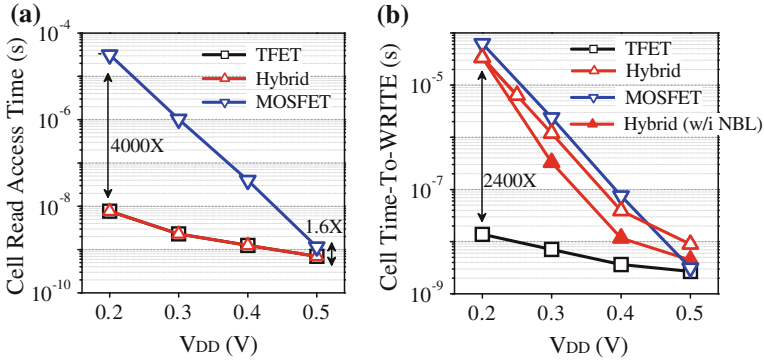 (a)
Cell Read Access Time (s)
10⁻⁴
10⁻⁶
10⁻⁸
10⁻¹⁰
TFET
Hybrid
MOSFET
4000X
1.6X
0.2 0.3 0.4 0.5
VDD (V)
(b)
Cell Time-To-WRITE (s)
10⁻⁵
10⁻⁷
10⁻⁹
TFET
Hybrid
MOSFET
Hybrid (w/i NBL)
2400X
0.2 0.3 0.4 0.5
VDD (V)